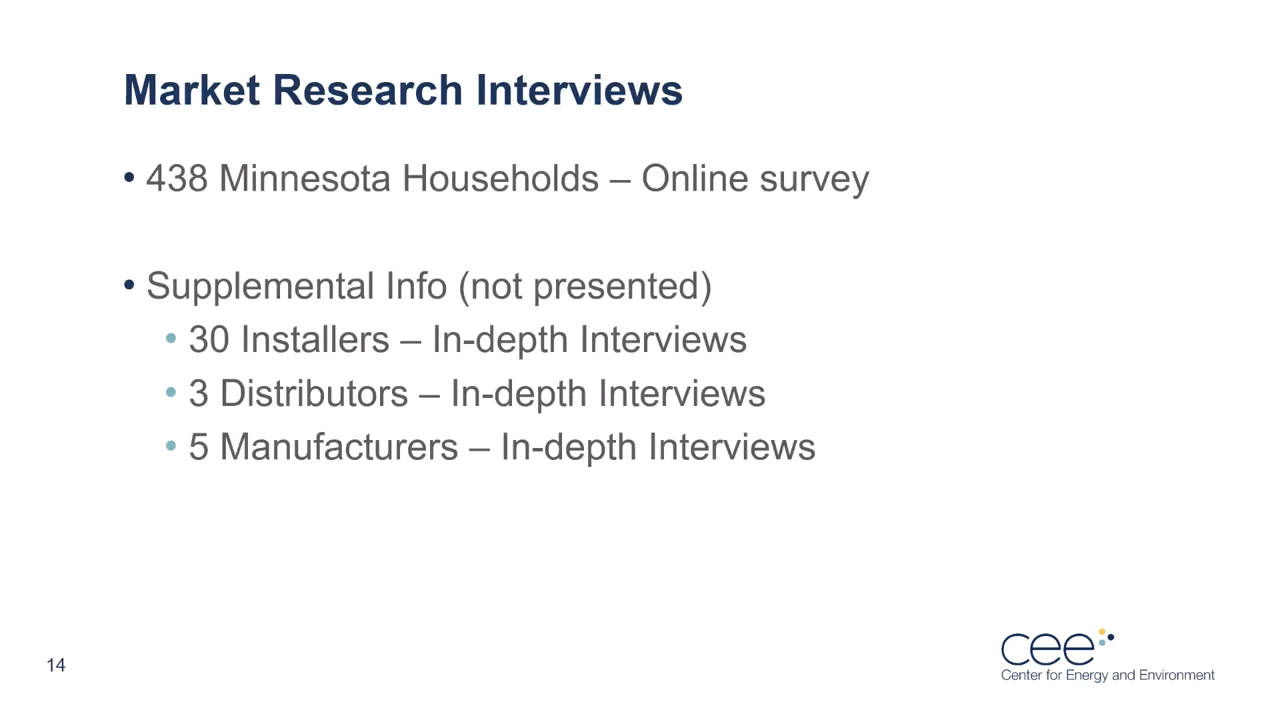 Market Research Interviews
• 438 Minnesota Households – Online survey
• Supplemental Info (not presented)
• 30 Installers – In-depth Interviews
• 3 Distributors – In-depth Interviews
• 5 Manufacturers – In-depth Interviews
14
cee
Center for Energy and Environment